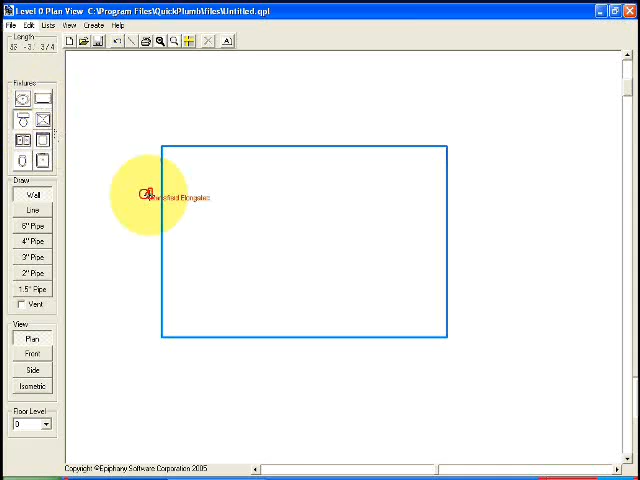 Level 0 Plan View C:\Program Files\QuickPlumb\files\Untitled.qpl
File Edit Lists View Create Help
Length
3/4
Fixtures
Draw
Wall
Line
6" Pipe
4" Pipe
3" Pipe
2" Pipe
1.5" Pipe
Vent
View
Plan
Front
Side
Isometric
Floor Level
0
Mansfield Elongated
A
Copyright ©Epiphany Software Corporation 2005